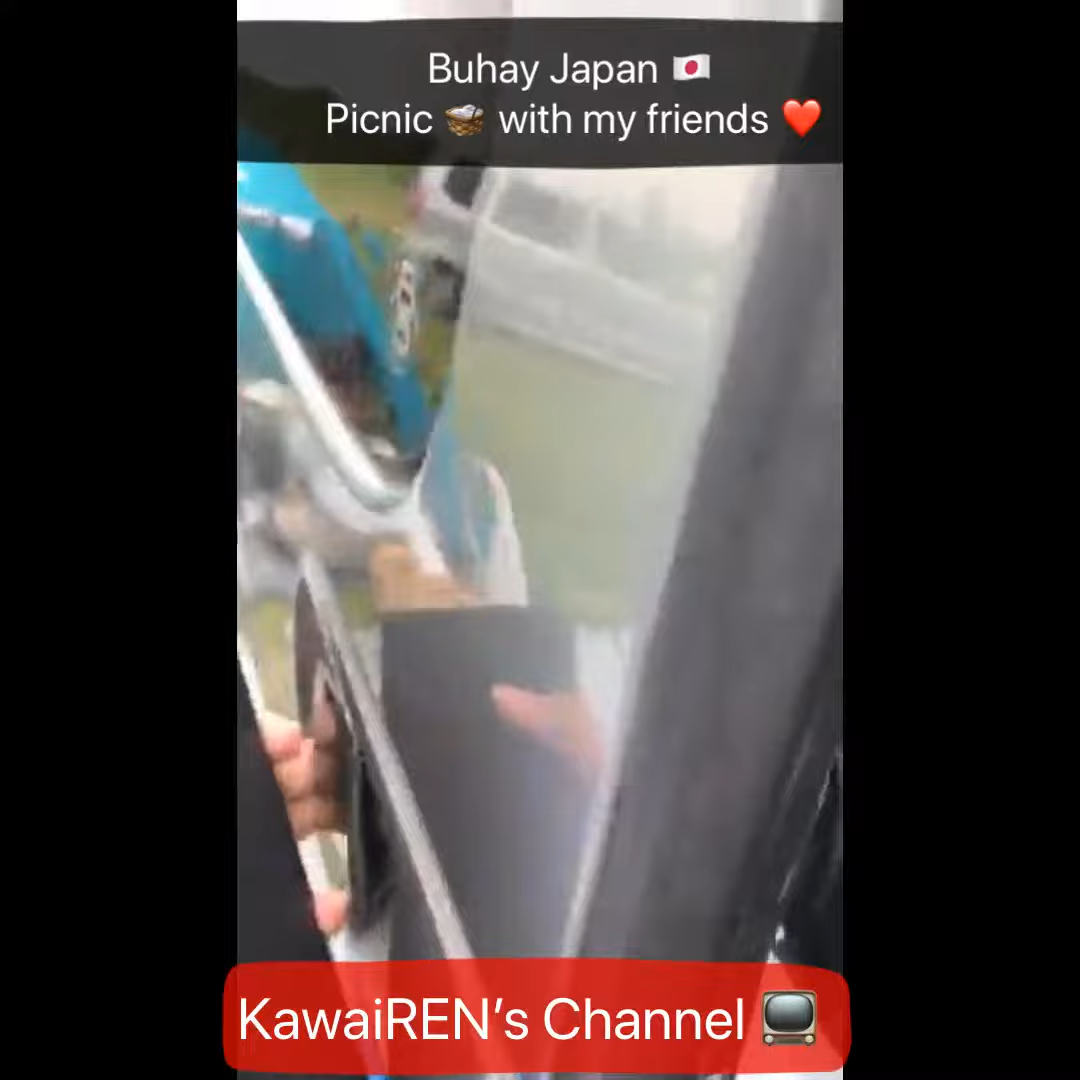 Buhay Japan 🇯🇵
Picnic 🧺 with my friends ❤️
KawaiREN’s Channel 📺